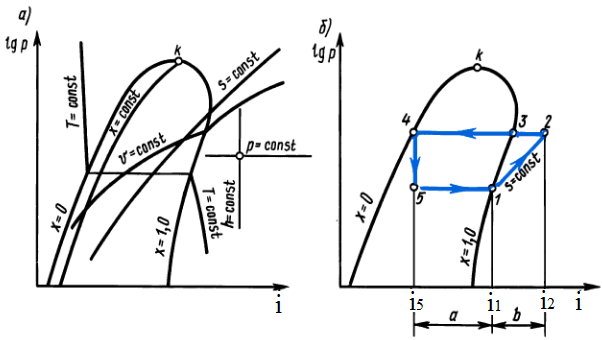 а)
lg p
k
T = const
x = const
s = const
v = const
p = const
h = const
T = const
x = 0
x = 1,0
i
б)
lg p
k
4
3
2
s = const
5
1
x = 0
x = 1,0
i5
i1
i2
i
a
b